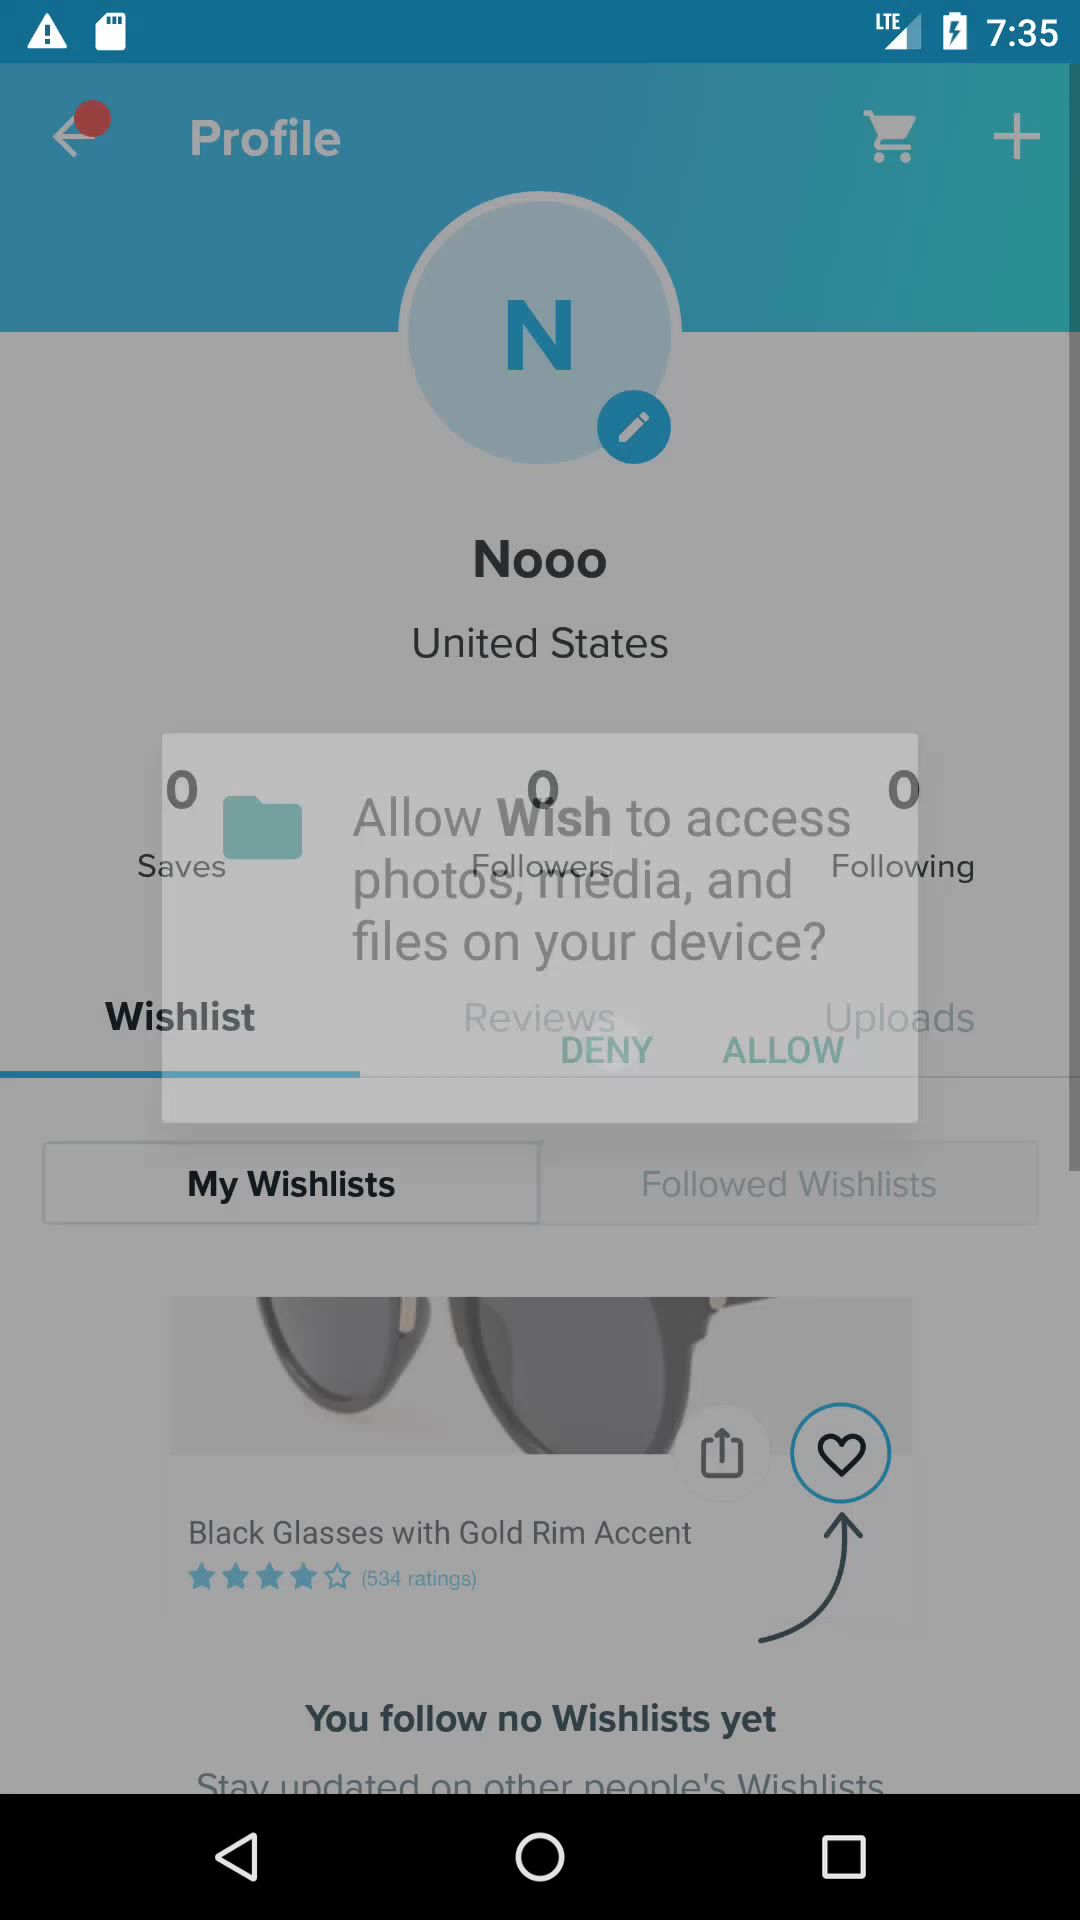 LTE 7:35
Profile
N
Nooo
United States
0 0 0
Saves Followers Following
Allow Wish to access
photos, media, and
files on your device?
Wishlist Reviews Uploads
DENY ALLOW
My Wishlists Followed Wishlists
Black Glasses with Gold Rim Accent
(534 ratings)
You follow no Wishlists yet
Stay updated on other people's Wishlists